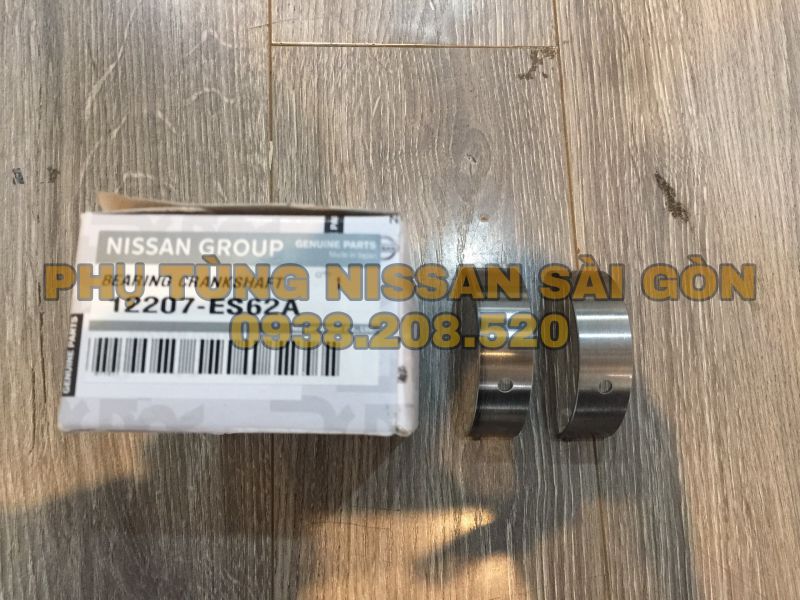 NISSAN GROUP
GENUINE PARTS
Made in Japan
BEARING CRANKSHAFT
12207-ES62A
GENUINE PARTS
PHỤ TÙNG NISSAN SÀI GÒN
0938.208.520